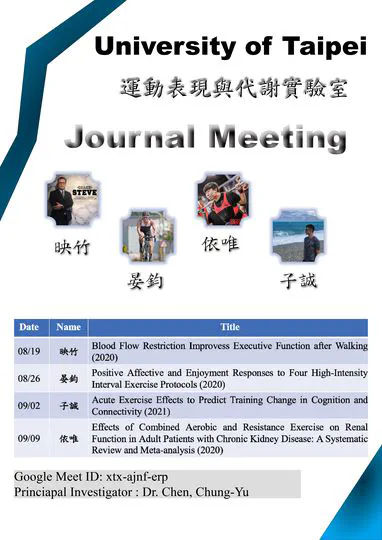 University of Taipei
運動表現與代謝實驗室
Journal Meeting
STEVE
映竹
晏鈞
依唯
子誠
Date Name Title
08/19 映竹 Blood Flow Restriction Improvess Executive Function after Walking
(2020)
08/26 晏鈞 Positive Affective and Enjoyment Responses to Four High-Intensity
Interval Exercise Protocols (2020)
09/02 子誠 Acute Exercise Effects to Predict Training Change in Cognition and
Connectivity (2021)
09/09 依唯 Effects of Combined Aerobic and Resistance Exercise on Renal
Function in Adult Patients with Chronic Kidney Disease: A Systematic
Review and Meta-analysis (2020)
Google Meet ID: xtx-ajnf-erp
Princiapal Investigator : Dr. Chen, Chung-Yu